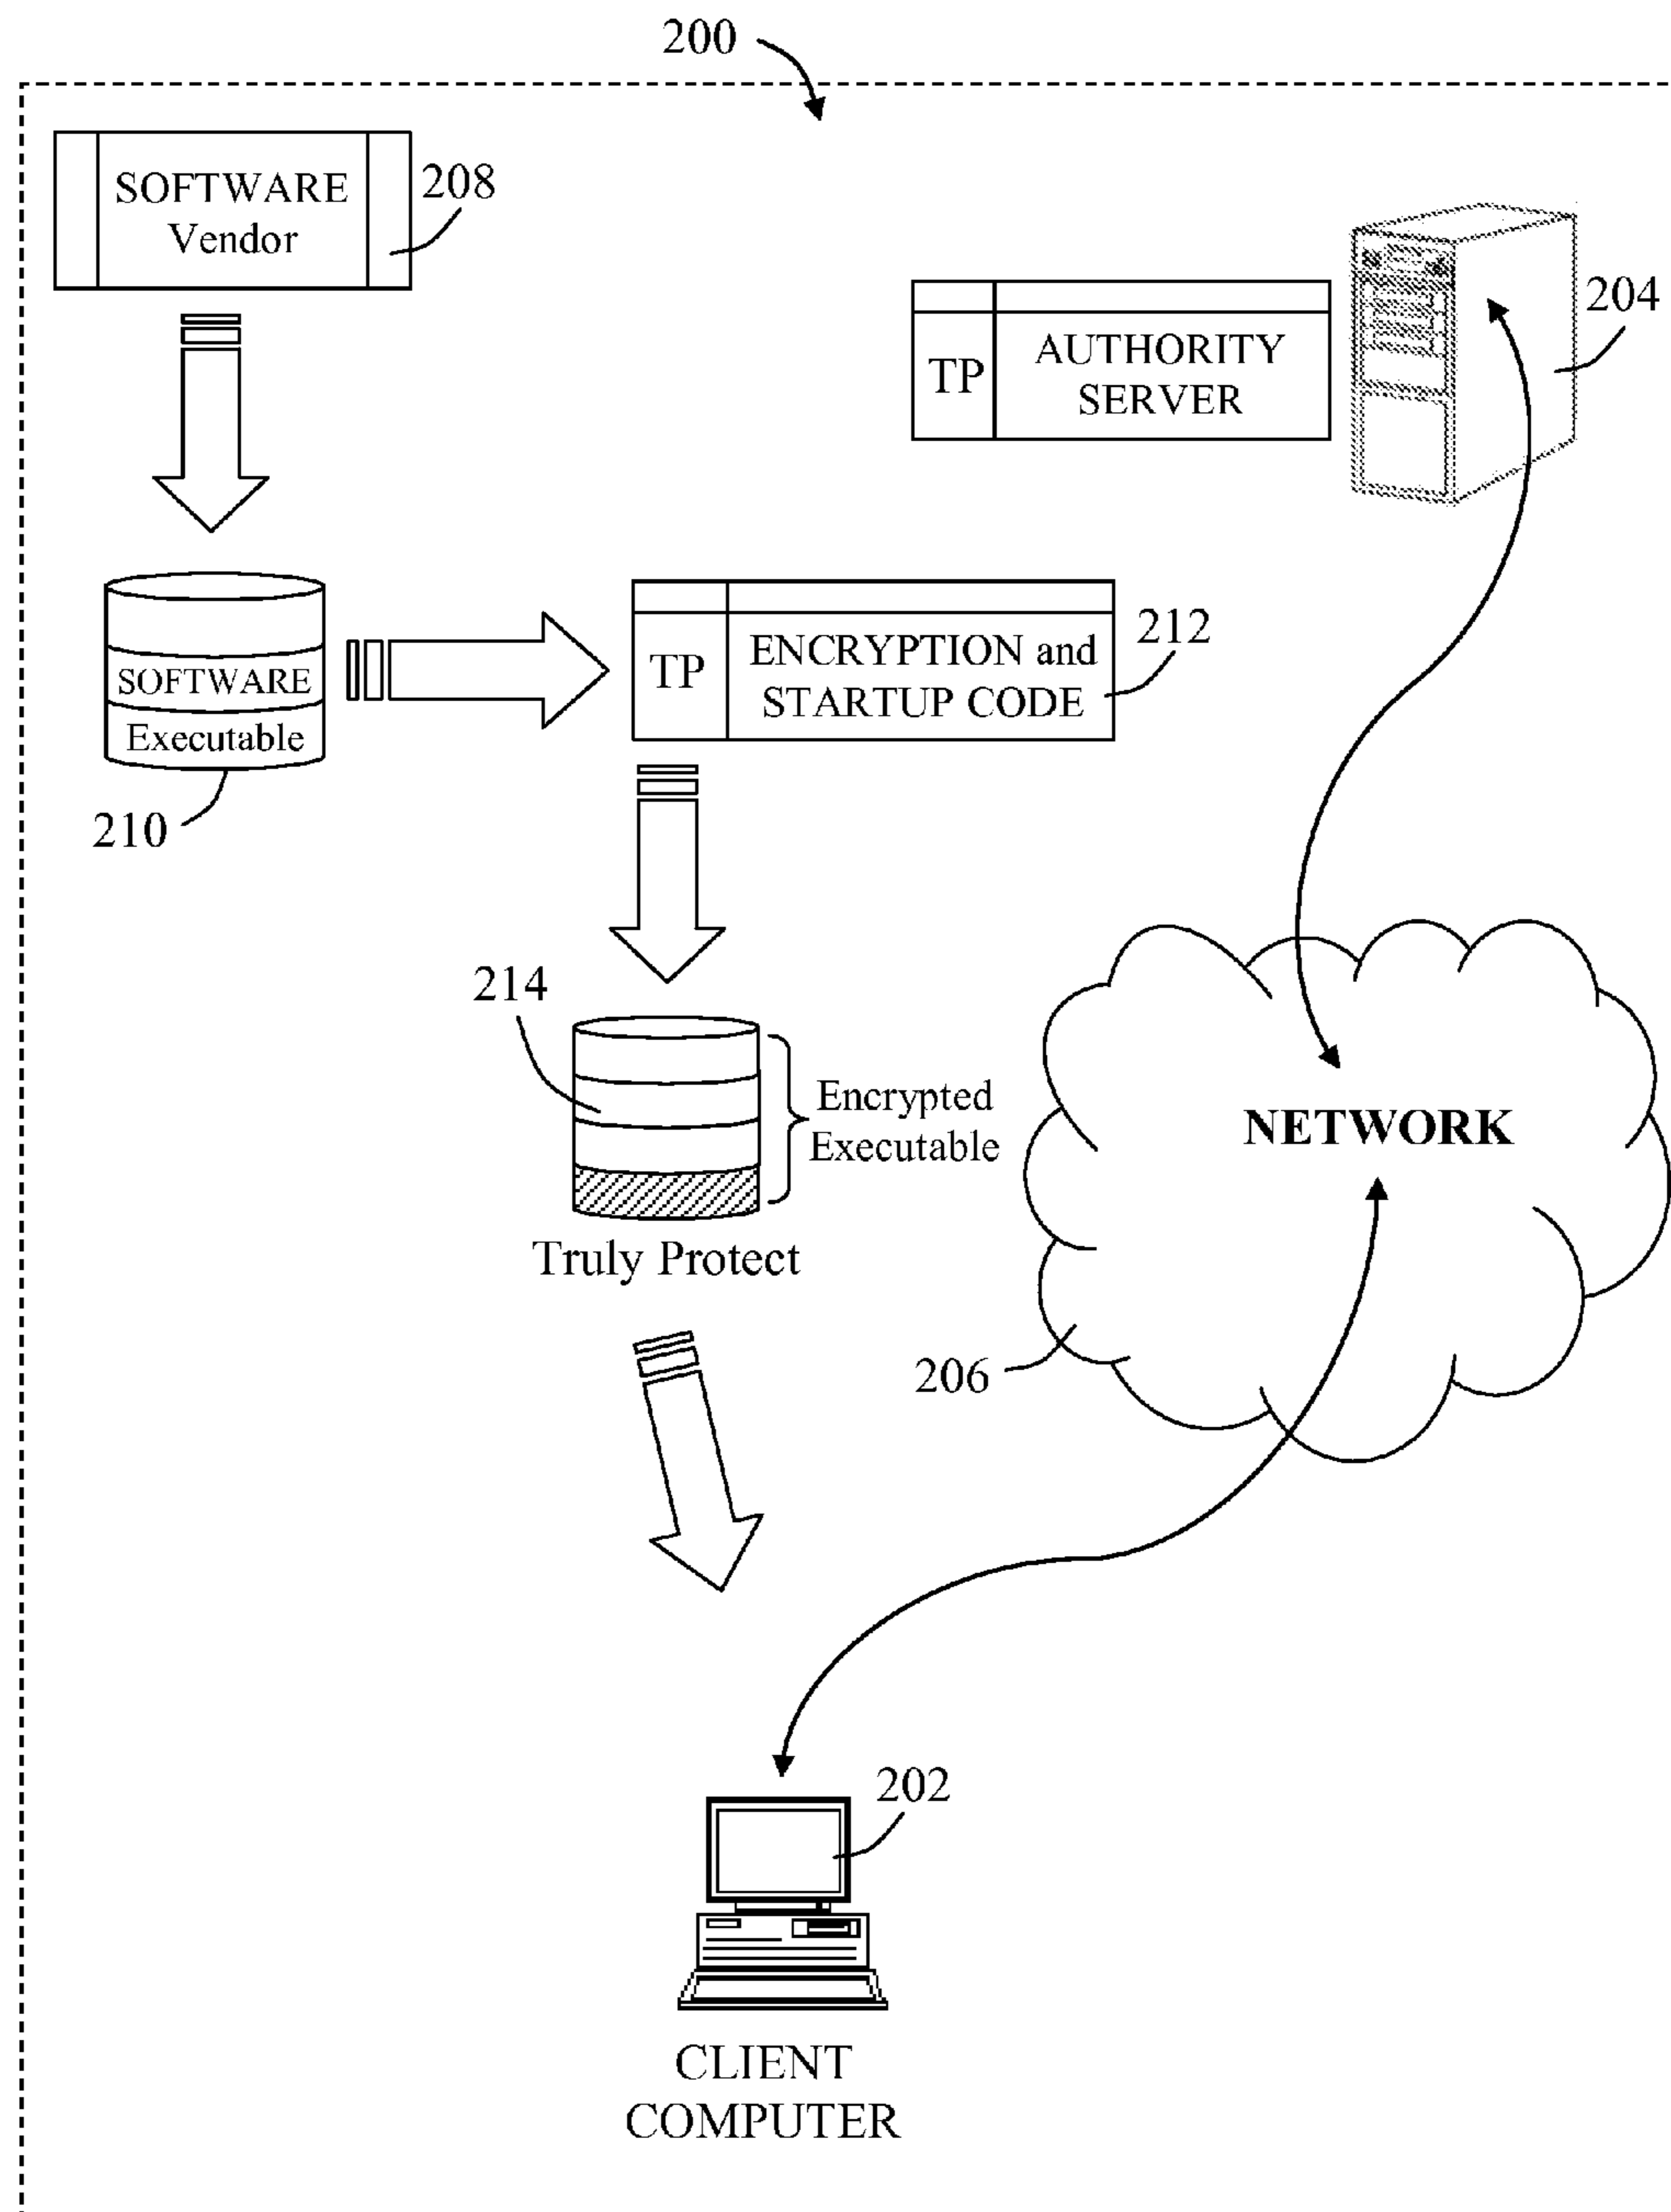 200
SOFTWARE
Vendor
208
204
TP
AUTHORITY
SERVER
SOFTWARE
Executable
210
TP
ENCRYPTION and
STARTUP CODE
212
214
Encrypted
Executable
Truly Protect
NETWORK
206
202
CLIENT
COMPUTER